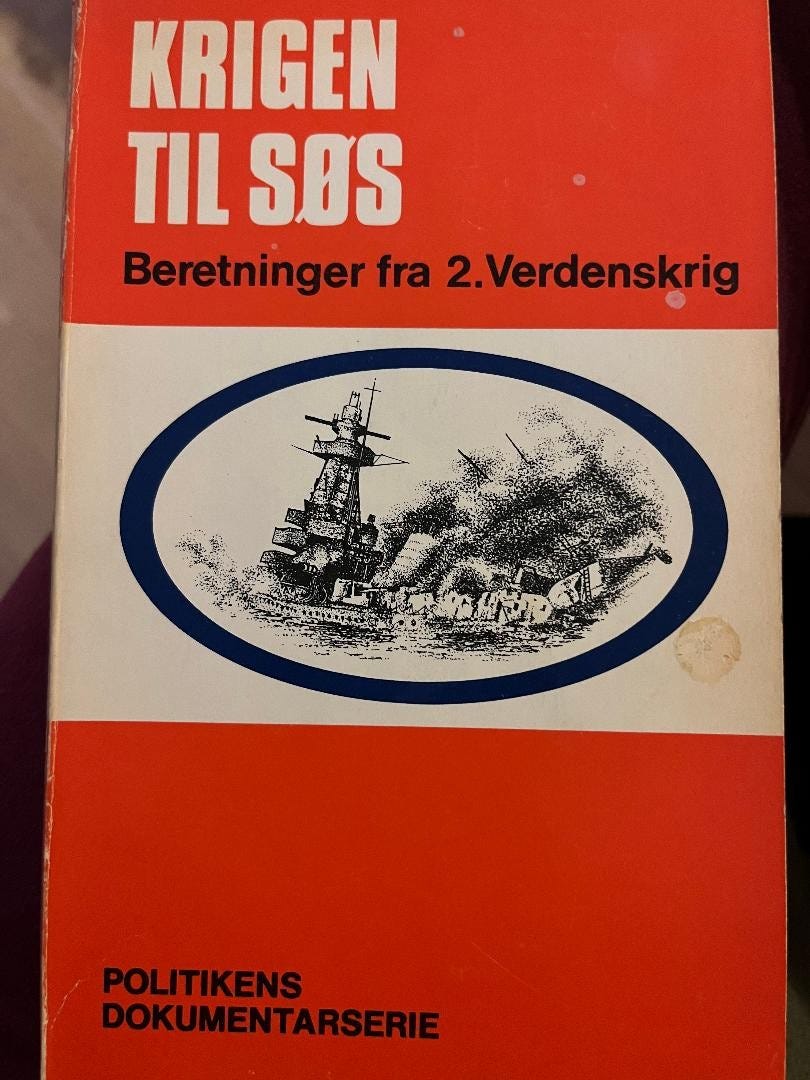 KRIGEN
TIL SØS
Beretninger fra 2.Verdenskrig
POLITIKENS
DOKUMENTARSERIE